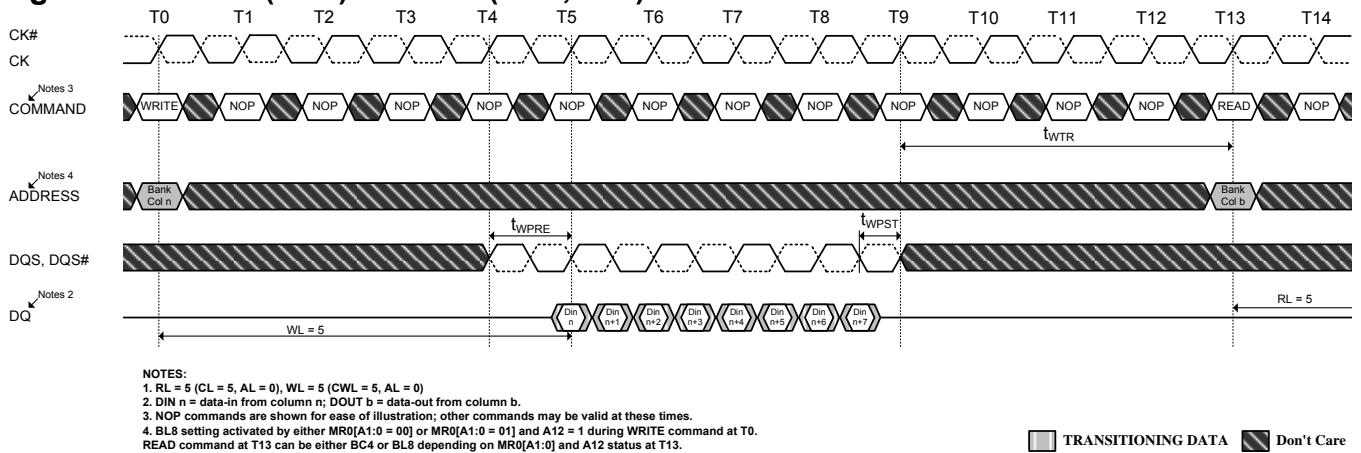 T0 T1 T2 T3 T4 T5 T6 T7 T8 T9 T10 T11 T12 T13 T14
CK#
CK
Notes 3
COMMAND
WRITE NOP NOP NOP NOP NOP NOP NOP NOP NOP NOP NOP NOP READ NOP
tWTR
Notes 4
ADDRESS
Bank Col n
Bank Col b
tWPRE
tWPST
DQS, DQS#
Notes 2
DQ
Din n
Din n+1
Din n+2
Din n+3
Din n+4
Din n+5
Din n+6
Din n+7
WL = 5
RL = 5
NOTES:
1. RL = 5 (CL = 5, AL = 0), WL = 5 (CWL = 5, AL = 0)
2. DIN n = data-in from column n; DOUT b = data-out from column b.
3. NOP commands are shown for ease of illustration; other commands may be valid at these times.
4. BL8 setting activated by either MR0[A1:0 = 00] or MR0[A1:0 = 01] and A12 = 1 during WRITE command at T0.
READ command at T13 can be either BC4 or BL8 depending on MR0[A1:0] and A12 status at T13.
TRANSITIONING DATA
Don't Care